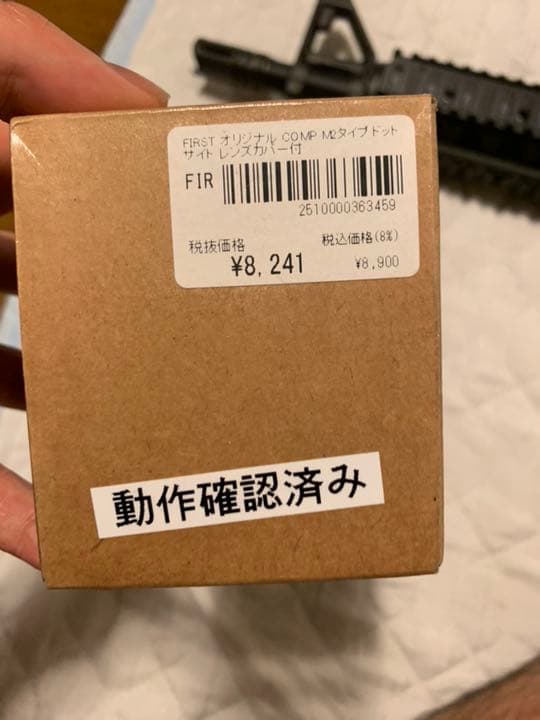 FIRST オリジナル COMP M2タイプ ドット
サイト レンズカバー付
FIR
2510000363459
税抜価格 税込価格(8%)
¥8,241 ¥8,900
動作確認済み